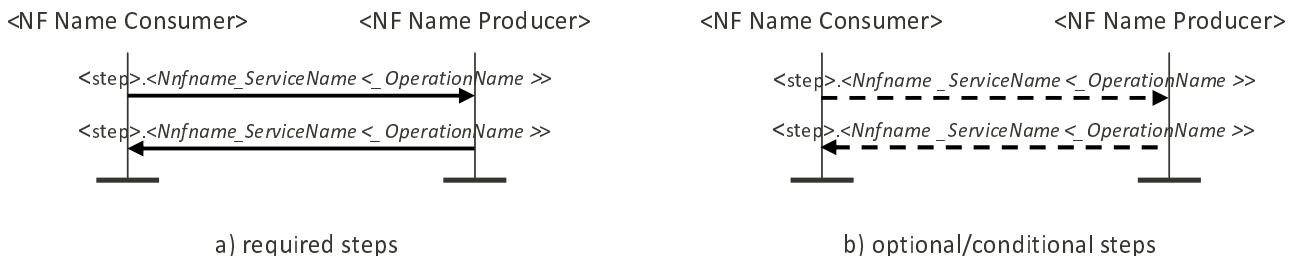 <NF Name Consumer> <NF Name Producer> <NF Name Consumer> <NF Name Producer>
<step>.<Nnfname_ServiceName <_OperationName >> <step>.<Nnfname _ServiceName <_OperationName >>
<step>.<Nnfname_ServiceName <_OperationName >> <step>.<Nnfname _ServiceName <_OperationName >>
a) required steps b) optional/conditional steps